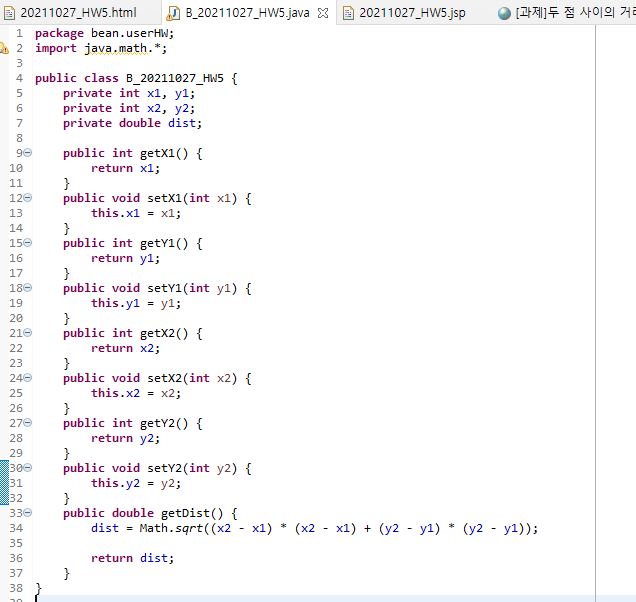 20211027_HW5.html B_20211027_HW5.java 20211027_HW5.jsp [과제]두 점 사이의 거리
1 package bean.userHW;
2 import java.math.*;
3
4 public class B_20211027_HW5 {
5 private int x1, y1;
6 private int x2, y2;
7 private double dist;
8
9 public int getX1() {
10 return x1;
11 }
12 public void setX1(int x1) {
13 this.x1 = x1;
14 }
15 public int getY1() {
16 return y1;
17 }
18 public void setY1(int y1) {
19 this.y1 = y1;
20 }
21 public int getX2() {
22 return x2;
23 }
24 public void setX2(int x2) {
25 this.x2 = x2;
26 }
27 public int getY2() {
28 return y2;
29 }
30 public void setY2(int y2) {
31 this.y2 = y2;
32 }
33 public double getDist() {
34 dist = Math.sqrt((x2 - x1) * (x2 - x1) + (y2 - y1) * (y2 - y1));
35
36 return dist;
37 }
38 }
39